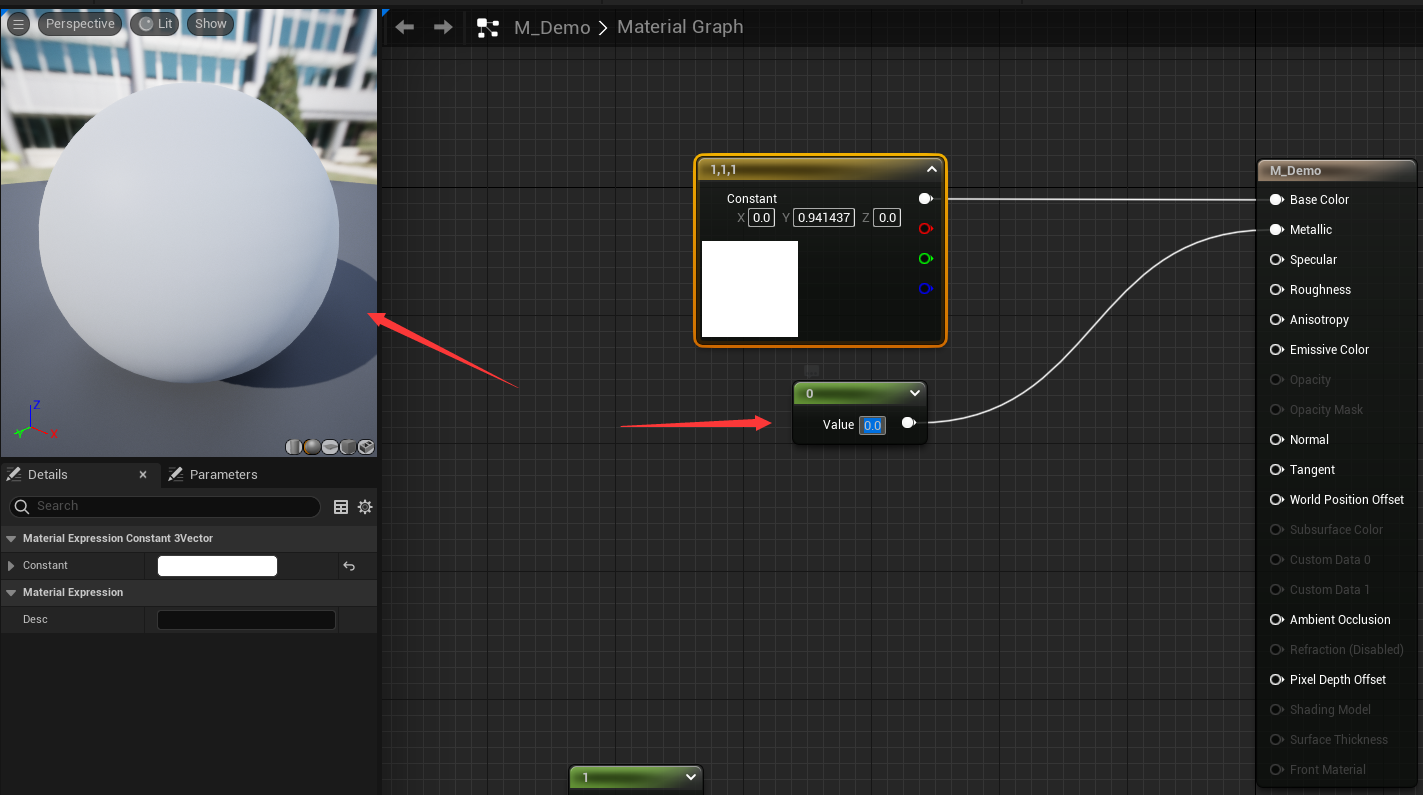 Perspective
Lit
Show
Z
X
Y
Details
Parameters
Search
Material Expression Constant 3Vector
Constant
Material Expression
Desc
M_Demo > Material Graph
1,1,1
Constant
X 0.0 Y 0.941437 Z 0.0
0
Value 0.0
1
M_Demo
Base Color
Metallic
Specular
Roughness
Anisotropy
Emissive Color
Opacity
Opacity Mask
Normal
Tangent
World Position Offset
Subsurface Color
Custom Data 0
Custom Data 1
Ambient Occlusion
Refraction (Disabled)
Pixel Depth Offset
Shading Model
Surface Thickness
Front Material